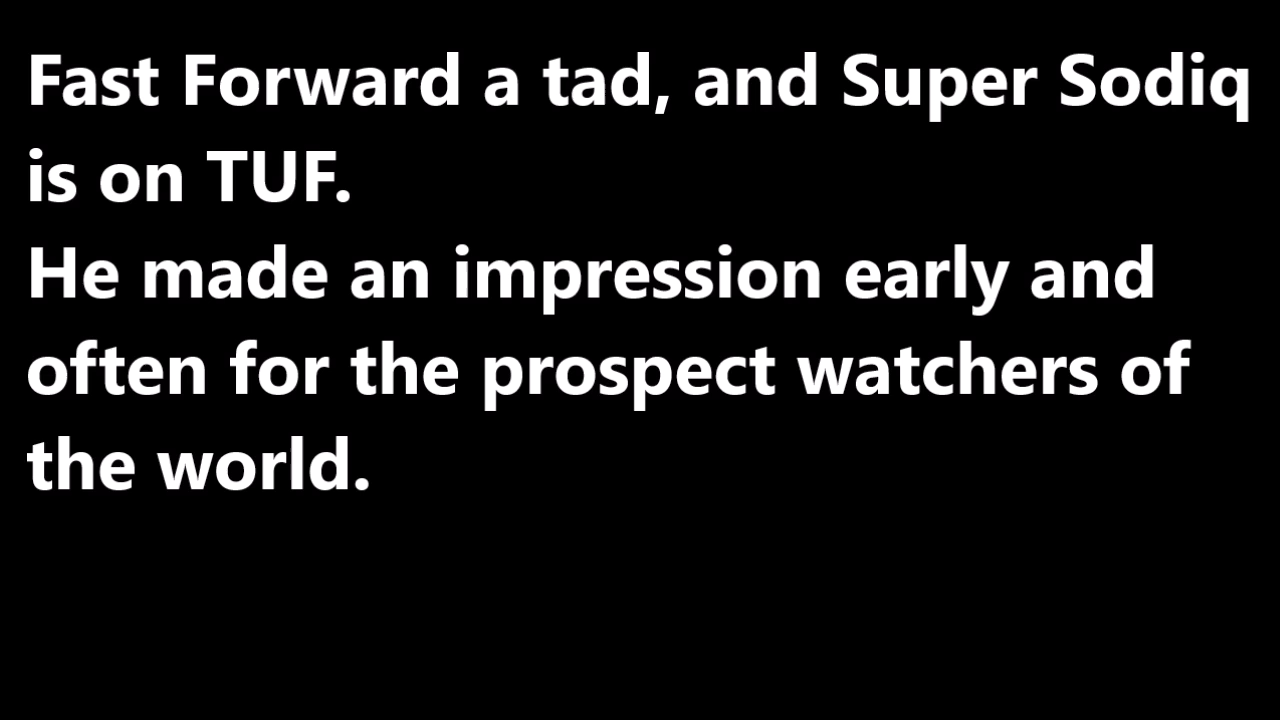 Fast Forward a tad, and Super Sodiq
is on TUF.
He made an impression early and
often for the prospect watchers of
the world.